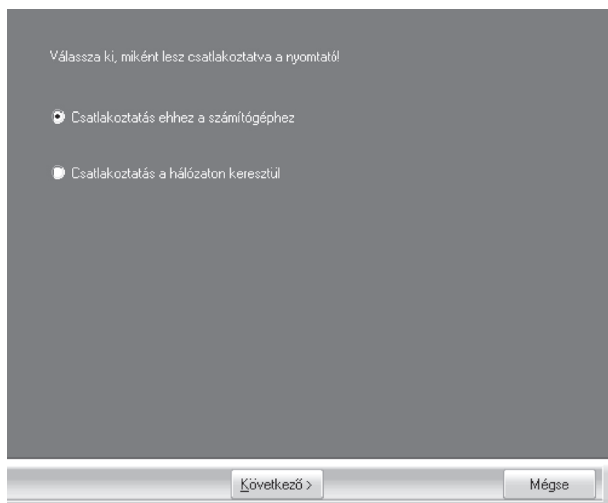 Válassza ki, miként lesz csatlakoztatva a nyomtató!
Csatlakoztatás ehhez a számítógéphez
Csatlakoztatás a hálózaton keresztül
Következő >
Mégse